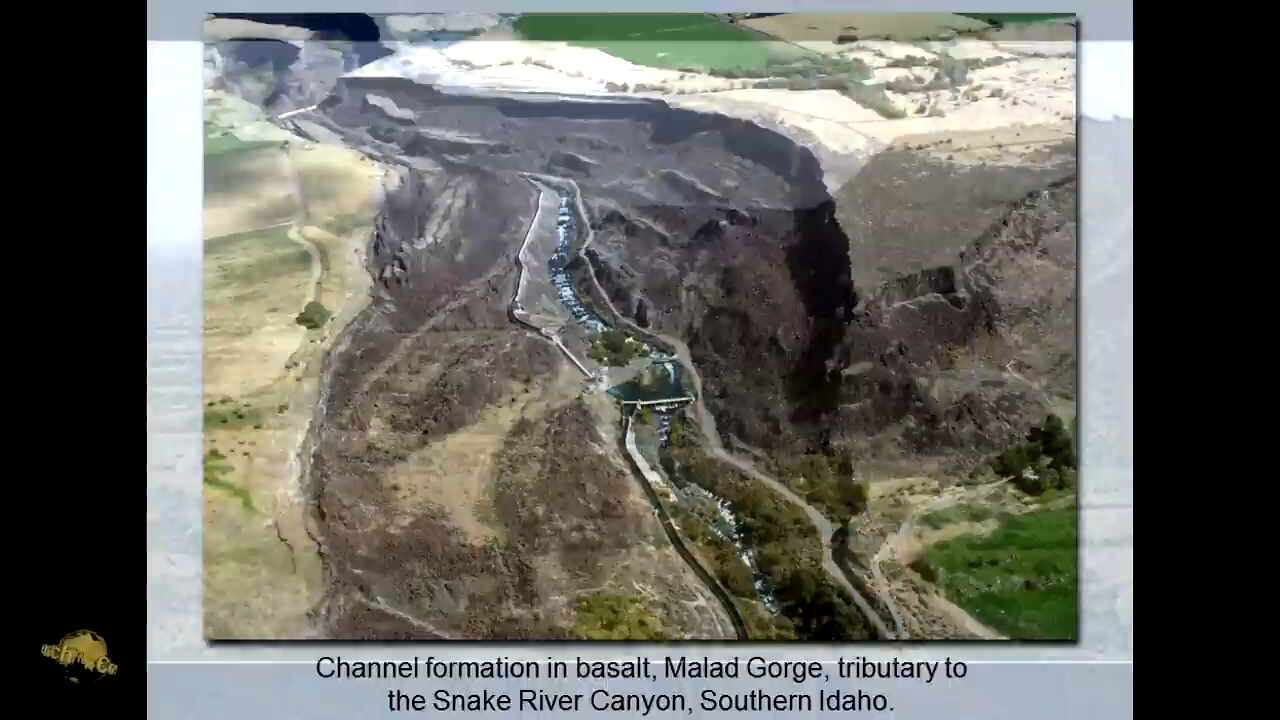 Channel formation in basalt, Malad Gorge, tributary to
the Snake River Canyon, Southern Idaho.